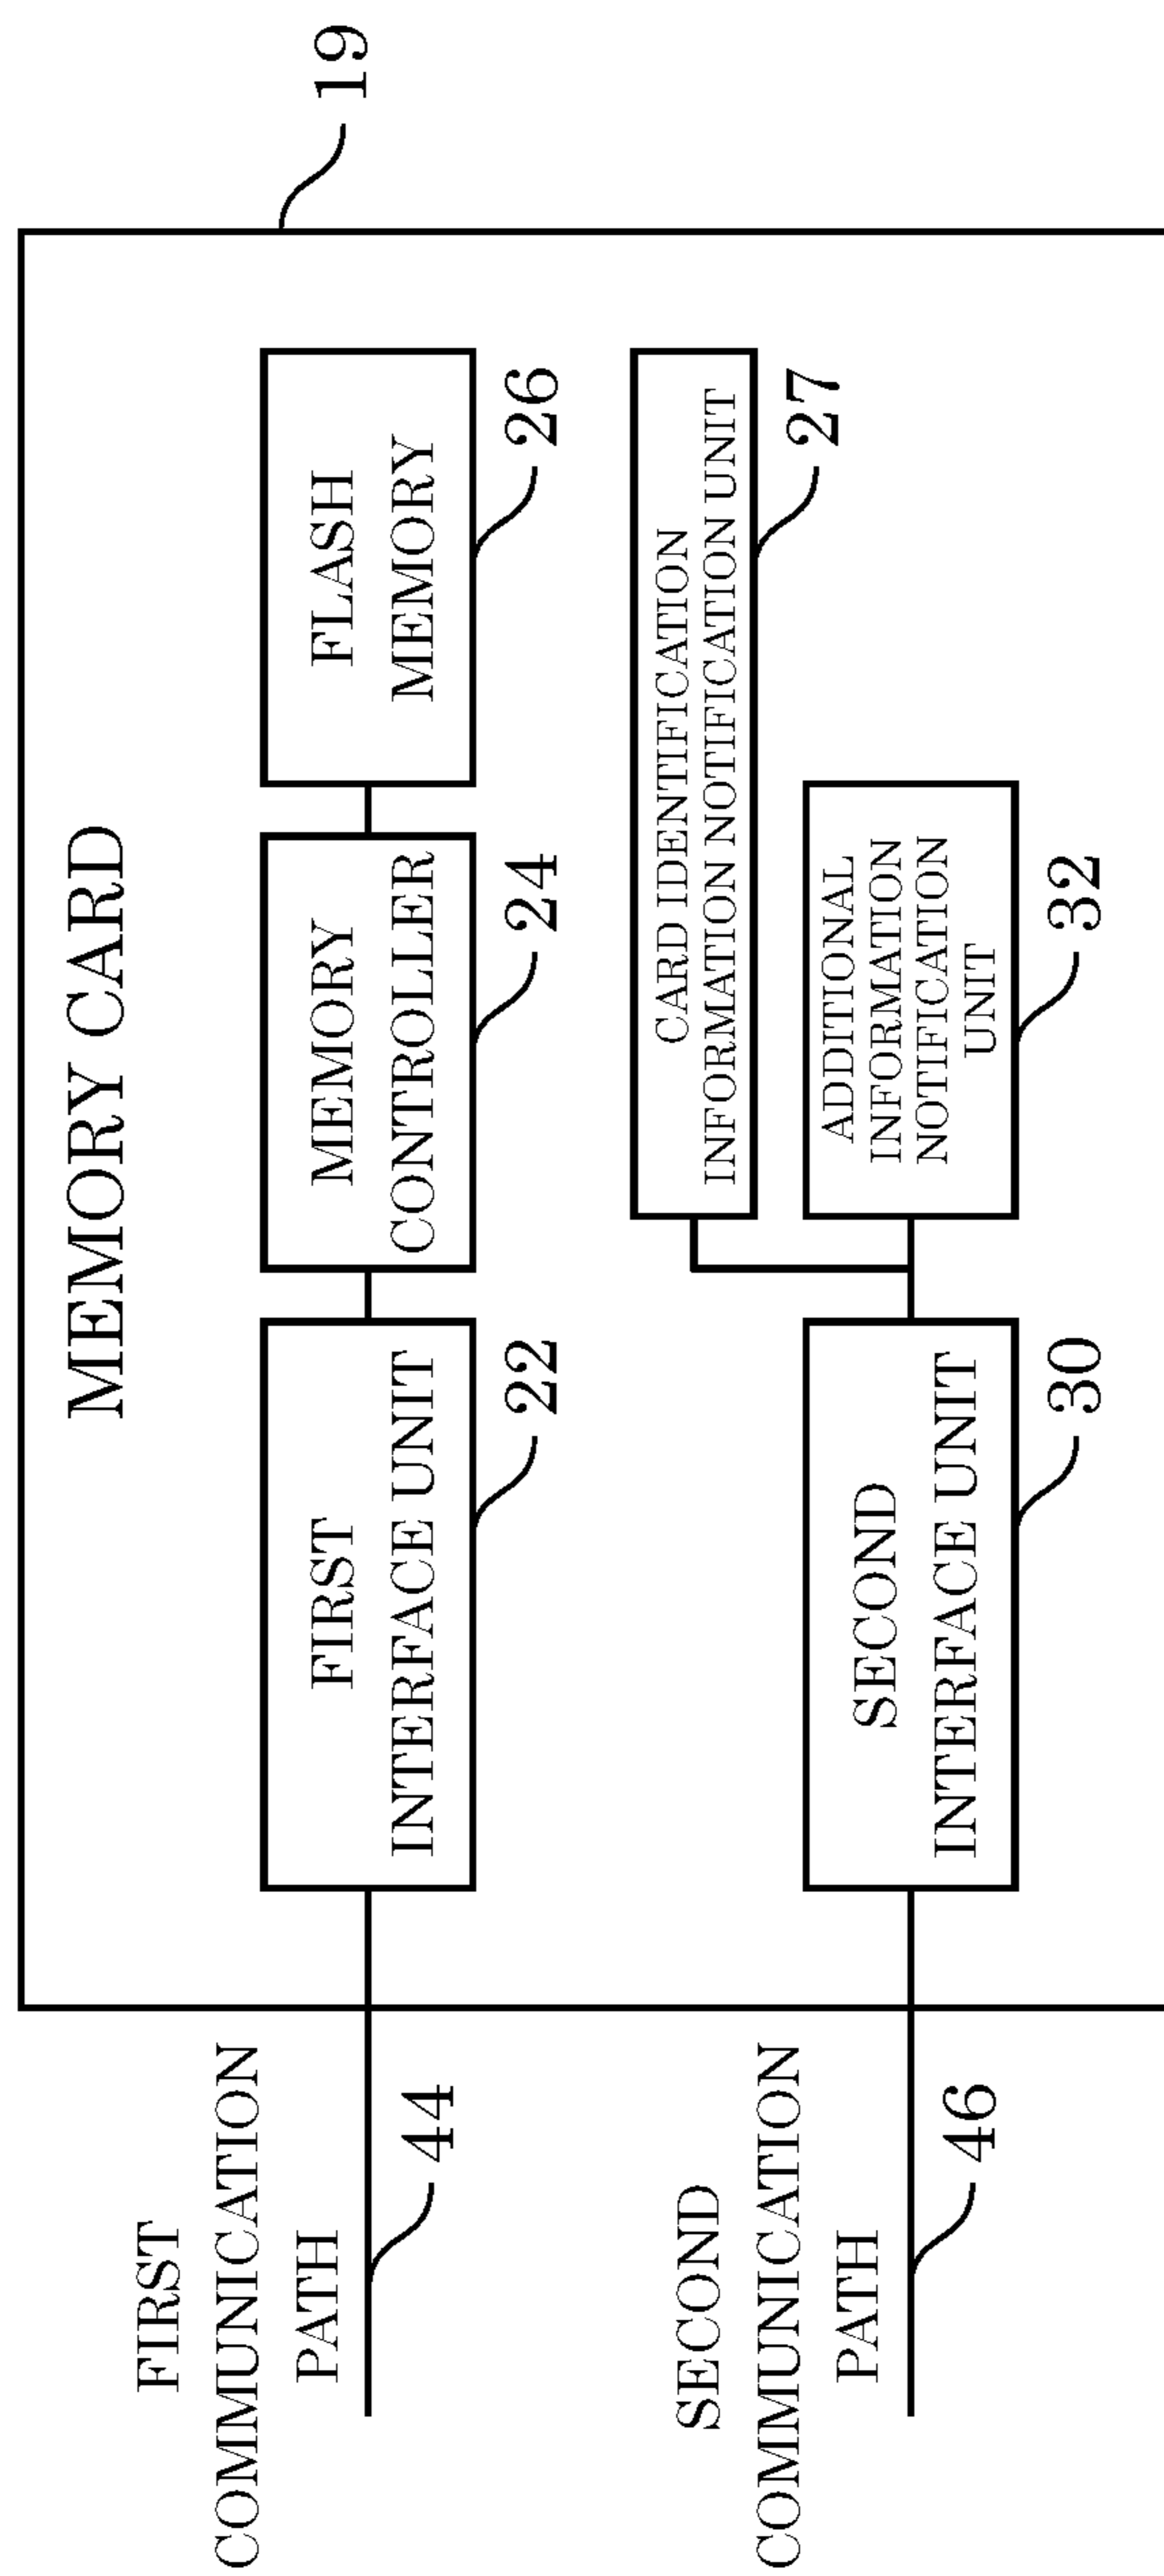 MEMORY CARD
19
FIRST
COMMUNICATION
PATH
44
FIRST
INTERFACE UNIT
22
MEMORY
CONTROLLER
24
FLASH
MEMORY
26
CARD IDENTIFICATION
INFORMATION NOTIFICATION UNIT
27
SECOND
COMMUNICATION
PATH
46
SECOND
INTERFACE UNIT
30
ADDITIONAL
INFORMATION
NOTIFICATION
UNIT
32